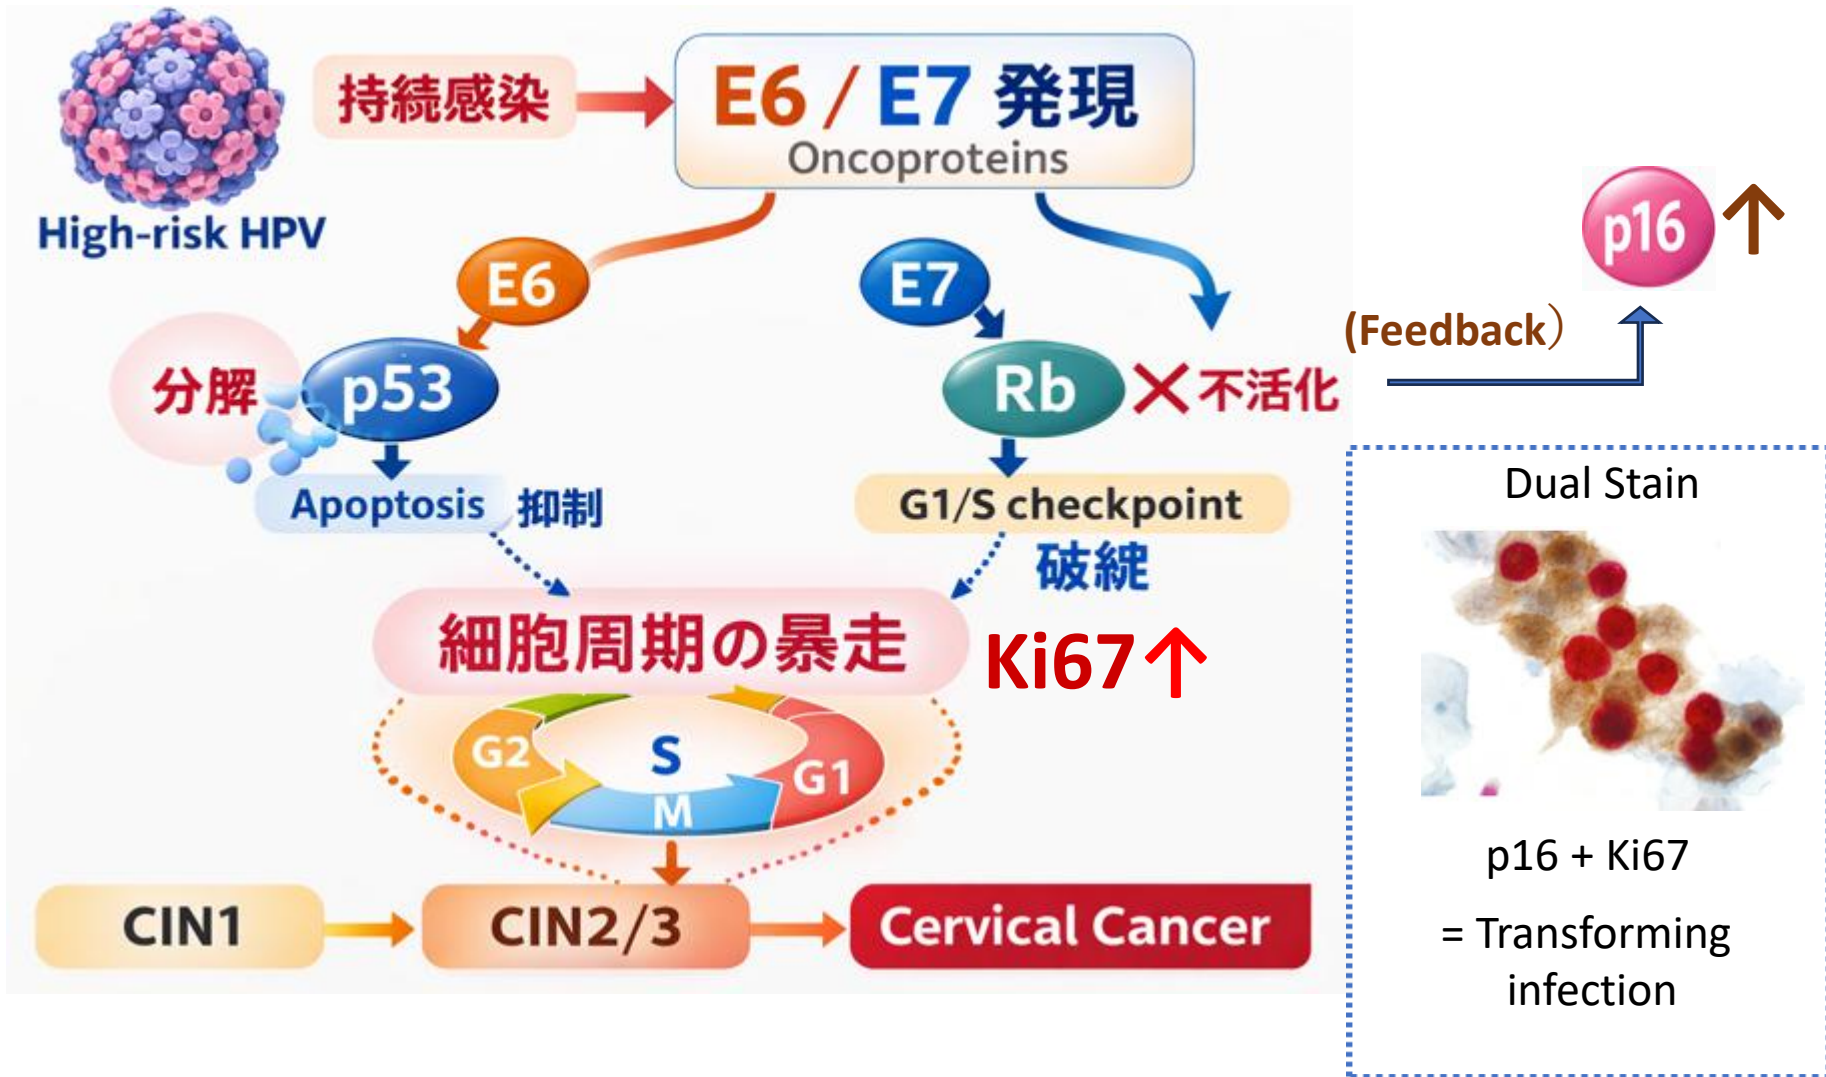 持続感染
E6 / E7 発現
Oncoproteins
High-risk HPV
p16 ↑
E6
E7
(Feedback）
分解
p53
Rb
× 不活化
Apoptosis 抑制
G1/S checkpoint
破綻
細胞周期の暴走
Ki67↑
G2
S
G1
M
CIN1
CIN2/3
Cervical Cancer
Dual Stain
p16 + Ki67
= Transforming
infection